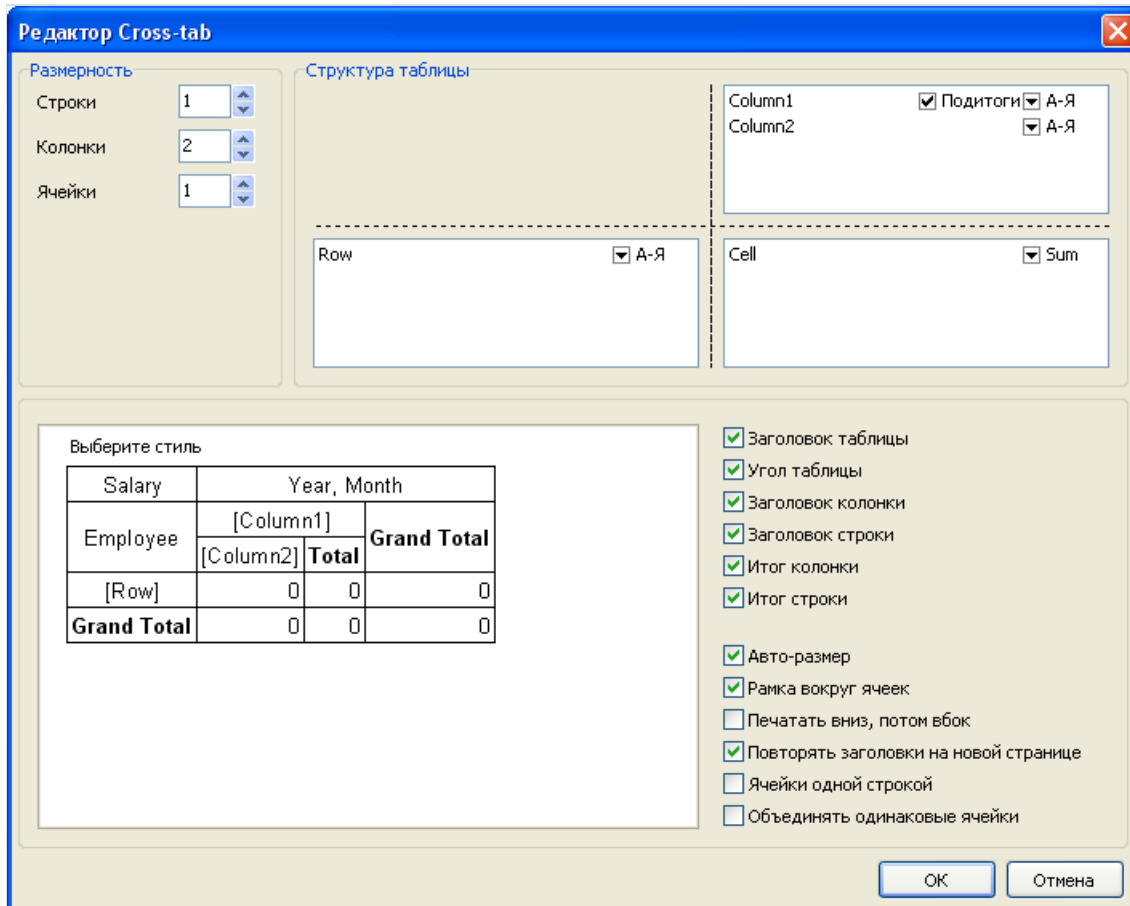 Редактор Cross-tab
Размерность
Строки 1
Колонки 2
Ячейки 1
Структура таблицы
Column1 Подитоги А-Я
Column2 А-Я
Row А-Я
Cell Sum
Выберите стиль
Salary Year, Month
Employee [Column1] Grand Total
[Column2] Total
[Row] 0 0 0
Grand Total 0 0 0
Заголовок таблицы
Угол таблицы
Заголовок колонки
Заголовок строки
Итог колонки
Итог строки
Авто-размер
Рамка вокруг ячеек
Печатать вниз, потом вбок
Повторять заголовки на новой странице
Ячейки одной строкой
Объединять одинаковые ячейки
ОК Отмена